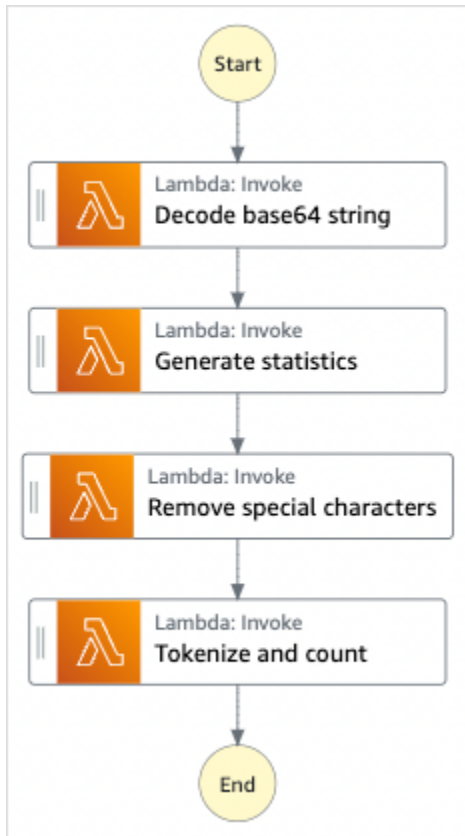 Start
Lambda: Invoke
Decode base64 string
Lambda: Invoke
Generate statistics
Lambda: Invoke
Remove special characters
Lambda: Invoke
Tokenize and count
End